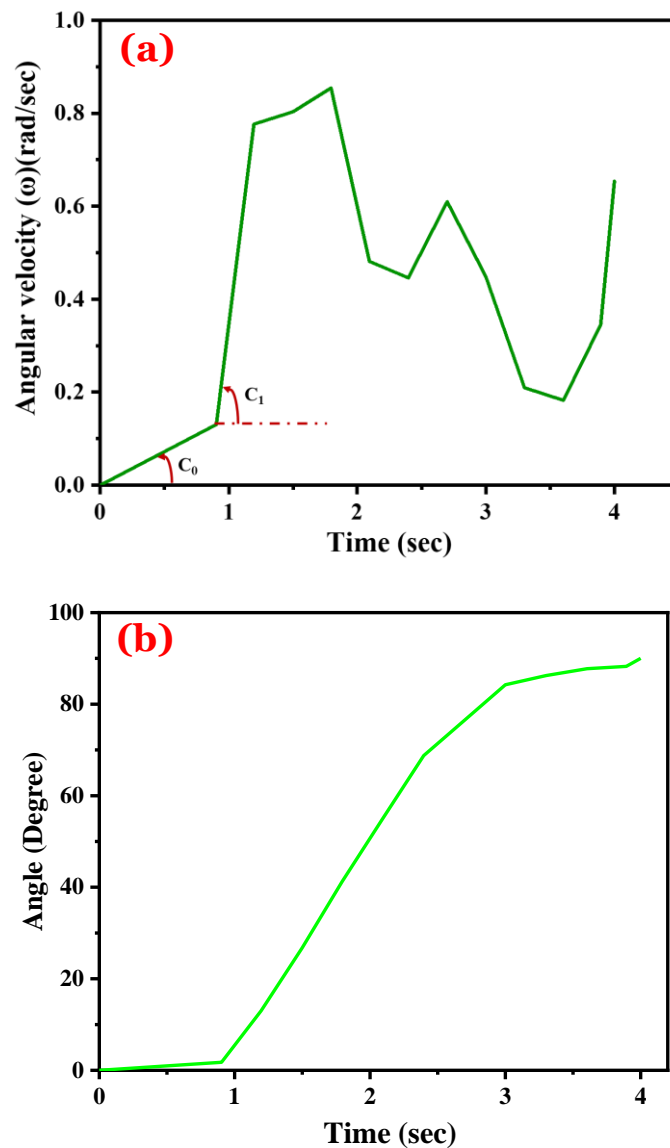 (a)
Angular velocity (ω)(rad/sec)
1.0
0.8
0.6
0.4
0.2
0.0
C1
C0
0 1 2 3 4
Time (sec)
(b)
Angle (Degree)
100
80
60
40
20
0
0 1 2 3 4
Time (sec)